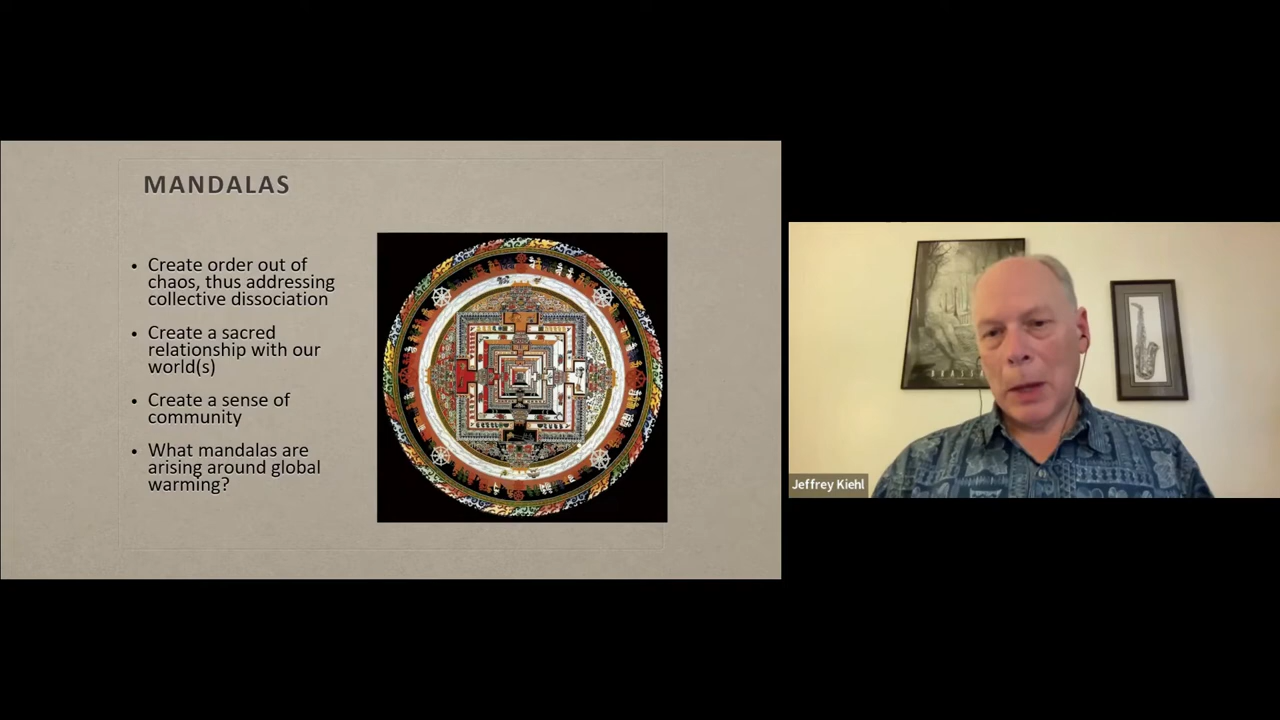 MANDALAS
• Create order out of
chaos, thus addressing
collective dissociation
• Create a sacred
relationship with our
world(s)
• Create a sense of
community
• What mandalas are
arising around global
warming?
Jeffrey Kiehl